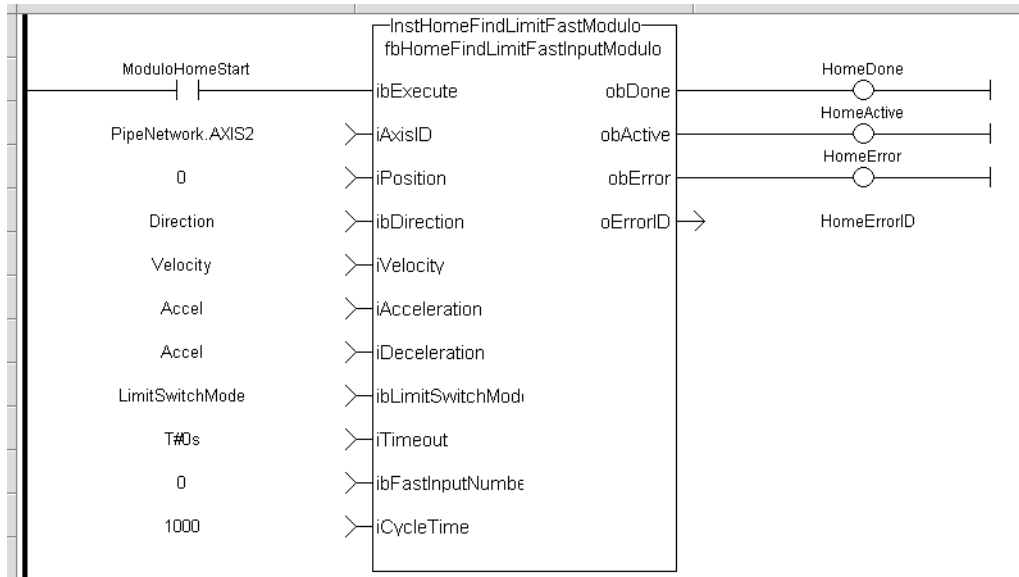 InstHomeFindLimitFastModulo
fbHomeFindLimitFastInputModulo
ModuloHomeStart
ibExecute
obDone
HomeDone
PipeNetwork.AXIS2
iAxisID
obActive
HomeActive
0
iPosition
obError
HomeError
Direction
ibDirection
oErrorID
HomeErrorID
Velocity
iVelocity
Accel
iAcceleration
Accel
iDeceleration
LimitSwitchMode
ibLimitSwitchMod
T#0s
iTimeout
0
ibFastInputNumbe
1000
iCycleTime